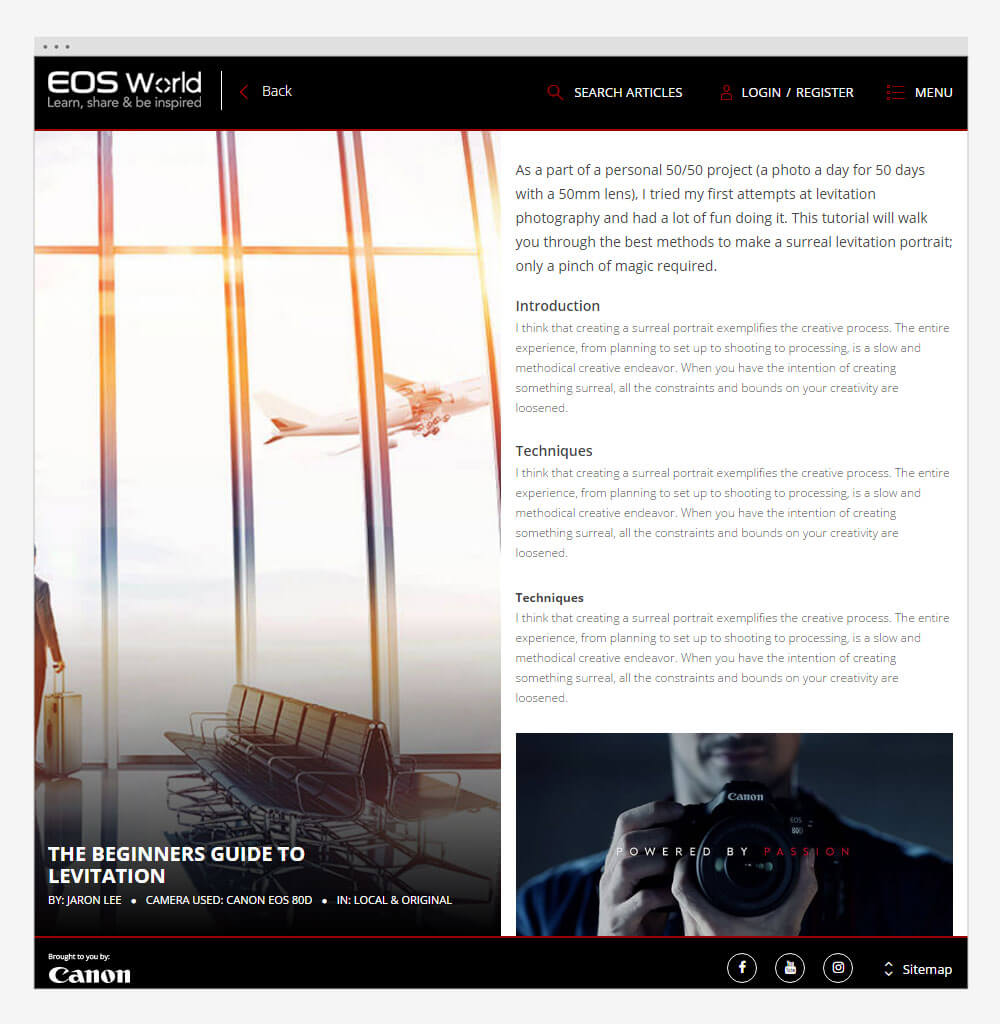 EOS World
Learn, share & be inspired
Back
SEARCH ARTICLES
LOGIN / REGISTER
MENU
THE BEGINNERS GUIDE TO
LEVITATION
BY: JARON LEE ● CAMERA USED: CANON EOS 80D ● IN: LOCAL & ORIGINAL
As a part of a personal 50/50 project (a photo a day for 50 days
with a 50mm lens), I tried my first attempts at levitation
photography and had a lot of fun doing it. This tutorial will walk
you through the best methods to make a surreal levitation portrait;
only a pinch of magic required.
Introduction
I think that creating a surreal portrait exemplifies the creative process. The entire
experience, from planning to set up to shooting to processing, is a slow and
methodical creative endeavor. When you have the intention of creating
something surreal, all the constraints and bounds on your creativity are
loosened.
Techniques
I think that creating a surreal portrait exemplifies the creative process. The entire
experience, from planning to set up to shooting to processing, is a slow and
methodical creative endeavor. When you have the intention of creating
something surreal, all the constraints and bounds on your creativity are
loosened.
Techniques
I think that creating a surreal portrait exemplifies the creative process. The entire
experience, from planning to set up to shooting to processing, is a slow and
methodical creative endeavor. When you have the intention of creating
something surreal, all the constraints and bounds on your creativity are
loosened.
Canon
EOS
80D
POWERED BY PASSION
Brought to you by:
Canon
Sitemap